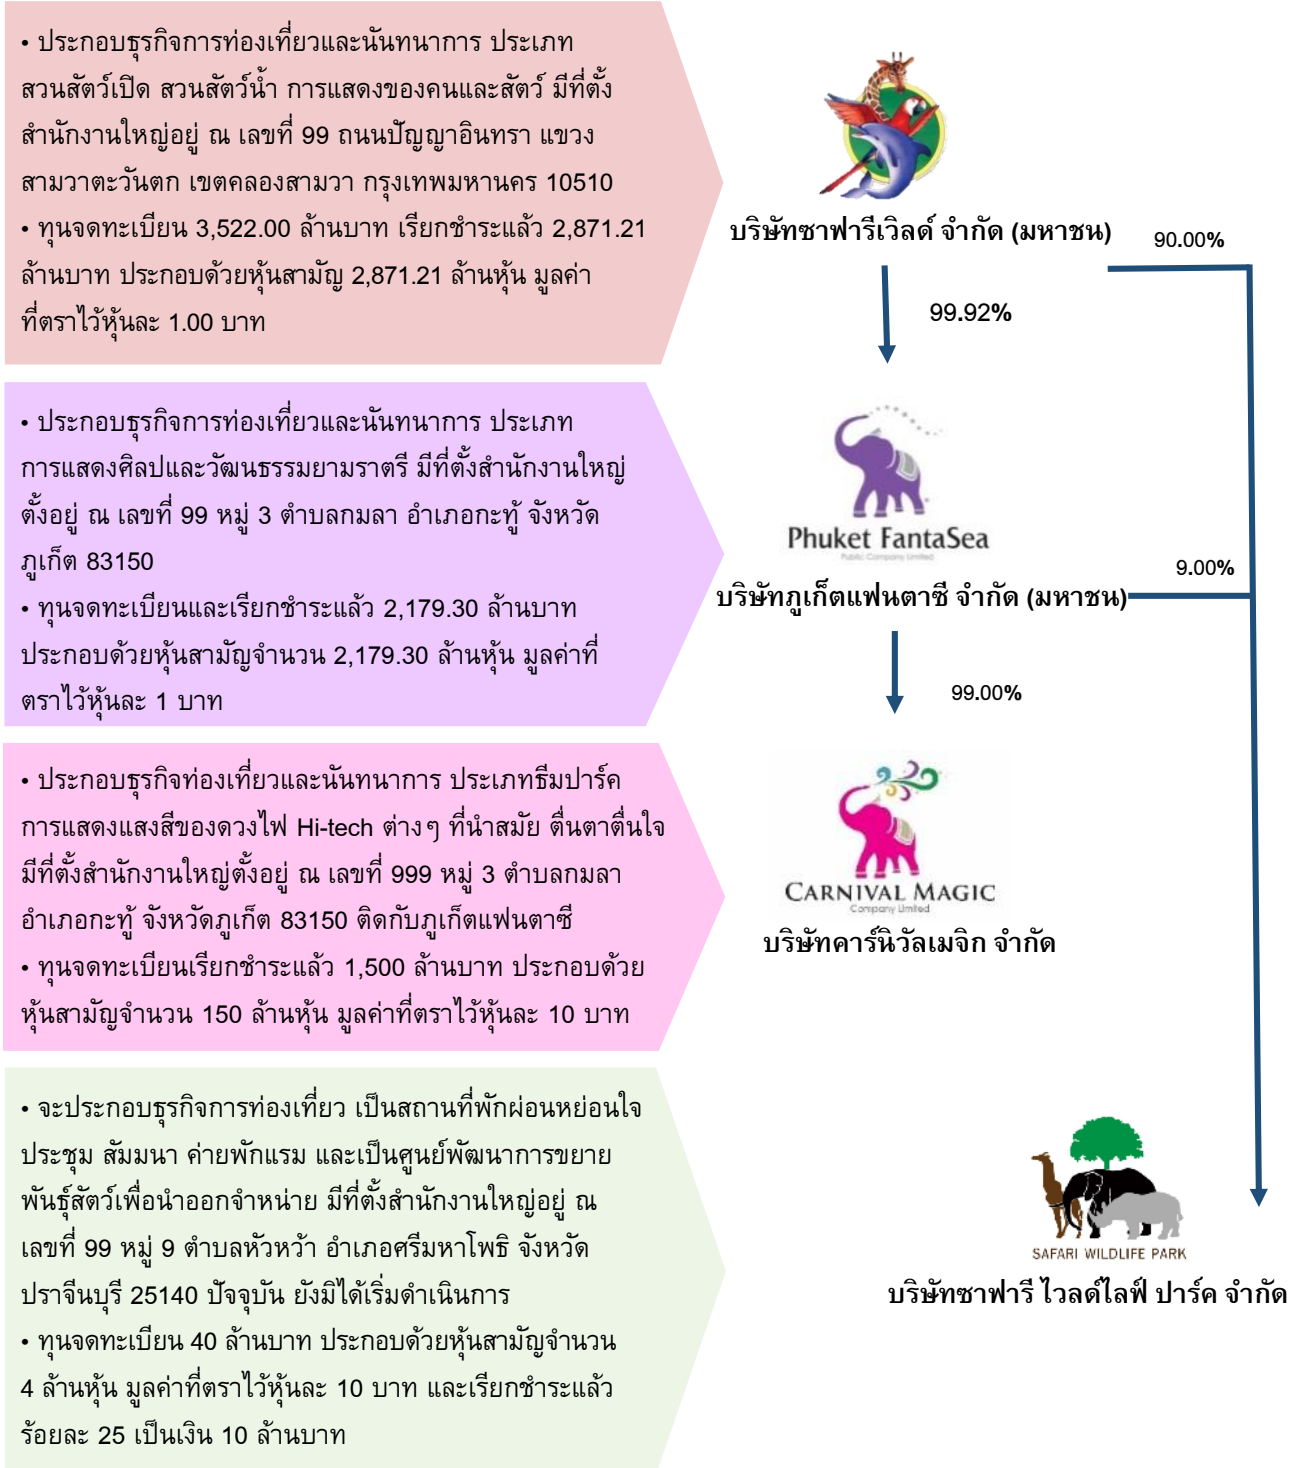 • ประกอบธุรกิจการท่องเที่ยวและนันทนาการ ประเภท
สวนสัตว์เปิด สวนสัตว์น้ำ การแสดงของคนและสัตว์ มีที่ตั้ง
สำนักงานใหญ่อยู่ ณ เลขที่ 99 ถนนปัญญาอินทรา แขวง
สามวาตะวันตก เขตคลองสามวา กรุงเทพมหานคร 10510
• ทุนจดทะเบียน 3,522.00 ล้านบาท เรียกชำระแล้ว 2,871.21
ล้านบาท ประกอบด้วยหุ้นสามัญ 2,871.21 ล้านหุ้น มูลค่า
ที่ตราไว้หุ้นละ 1.00 บาท
บริษัทซาฟารีเวิลด์ จำกัด (มหาชน)
90.00%
99.92%
• ประกอบธุรกิจการท่องเที่ยวและนันทนาการ ประเภท
การแสดงศิลปและวัฒนธรรมยามราตรี มีที่ตั้งสำนักงานใหญ่
ตั้งอยู่ ณ เลขที่ 99 หมู่ 3 ตำบลกมลา อำเภอกะทู้ จังหวัด
ภูเก็ต 83150
• ทุนจดทะเบียนและเรียกชำระแล้ว 2,179.30 ล้านบาท
ประกอบด้วยหุ้นสามัญจำนวน 2,179.30 ล้านหุ้น มูลค่าที่
ตราไว้หุ้นละ 1 บาท
Phuket FantaSea
Public Company Limited
บริษัทภูเก็ตแฟนตาซี จำกัด (มหาชน)
9.00%
99.00%
• ประกอบธุรกิจท่องเที่ยวและนันทนาการ ประเภทธีมปาร์ค
การแสดงแสงสีของดวงไฟ Hi-tech ต่างๆ ที่นำสมัย ตื่นตาตื่นใจ
มีที่ตั้งสำนักงานใหญ่ตั้งอยู่ ณ เลขที่ 999 หมู่ 3 ตำบลกมลา
อำเภอกะทู้ จังหวัดภูเก็ต 83150 ติดกับภูเก็ตแฟนตาซี
• ทุนจดทะเบียนเรียกชำระแล้ว 1,500 ล้านบาท ประกอบด้วย
หุ้นสามัญจำนวน 150 ล้านหุ้น มูลค่าที่ตราไว้หุ้นละ 10 บาท
CARNIVAL MAGIC
Company Limited
บริษัทคาร์นิวัลเมจิก จำกัด
• จะประกอบธุรกิจการท่องเที่ยว เป็นสถานที่พักผ่อนหย่อนใจ
ประชุม สัมมนา ค่ายพักแรม และเป็นศูนย์พัฒนาการขยาย
พันธุ์สัตว์เพื่อนำออกจำหน่าย มีที่ตั้งสำนักงานใหญ่อยู่ ณ
เลขที่ 99 หมู่ 9 ตำบลหัวหว้า อำเภอศรีมหาโพธิ จังหวัด
ปราจีนบุรี 25140 ปัจจุบัน ยังมิได้เริ่มดำเนินการ
• ทุนจดทะเบียน 40 ล้านบาท ประกอบด้วยหุ้นสามัญจำนวน
4 ล้านหุ้น มูลค่าที่ตราไว้หุ้นละ 10 บาท และเรียกชำระแล้ว
ร้อยละ 25 เป็นเงิน 10 ล้านบาท
SAFARI WILDLIFE PARK
บริษัทซาฟารี ไวลด์ไลฟ์ ปาร์ค จำกัด